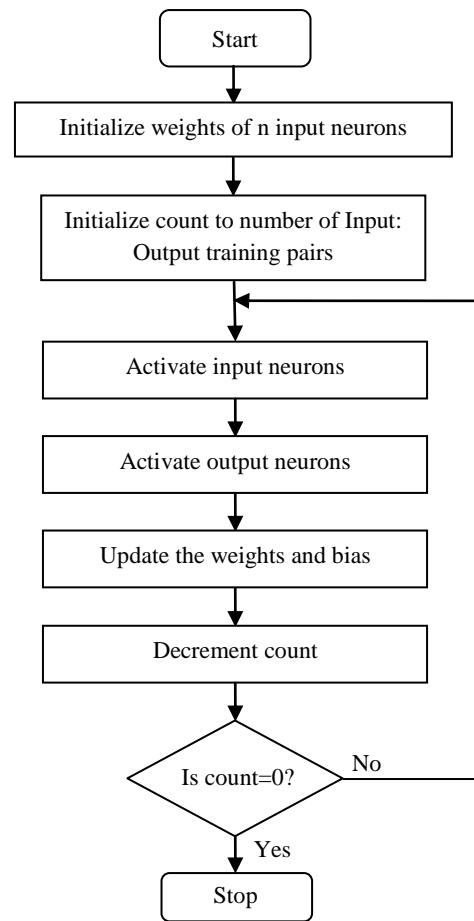 Start
Initialize weights of n input neurons
Initialize count to number of Input:
Output training pairs
Activate input neurons
Activate output neurons
Update the weights and bias
Decrement count
Is count=0?
No
Yes
Stop